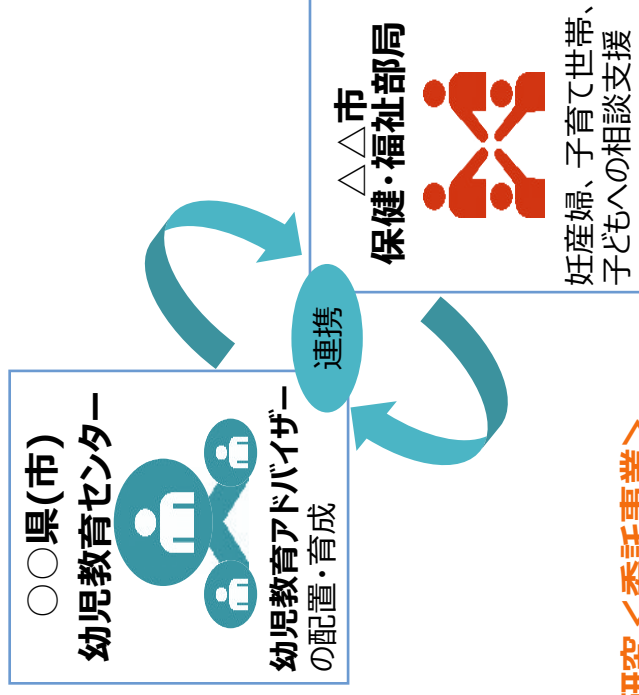 ○○県(市)
幼児教育センター
幼児教育アドバイザー
の配置・育成
連携
△△市
保健・福祉部局
妊産婦、子育て世帯、
子どもへの相談支援